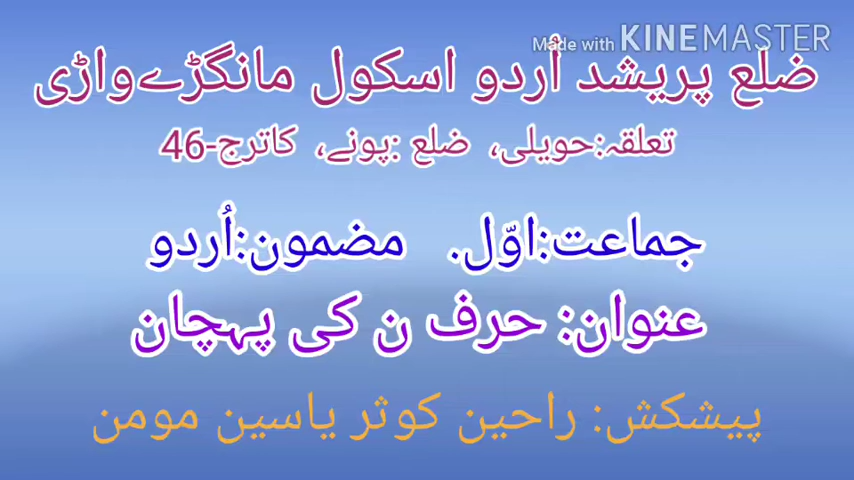 Made with KINEMASTER
ضلع پریشد اُردو اسکول مانگڑےواڑی
تعلقہ:حویلی، ضلع :پونے، کاترج-46
جماعت:اوّل. مضمون:اُردو
عنوان: حرف ن کی پہچان
پیشکش: راحین کوثر یاسین مومن